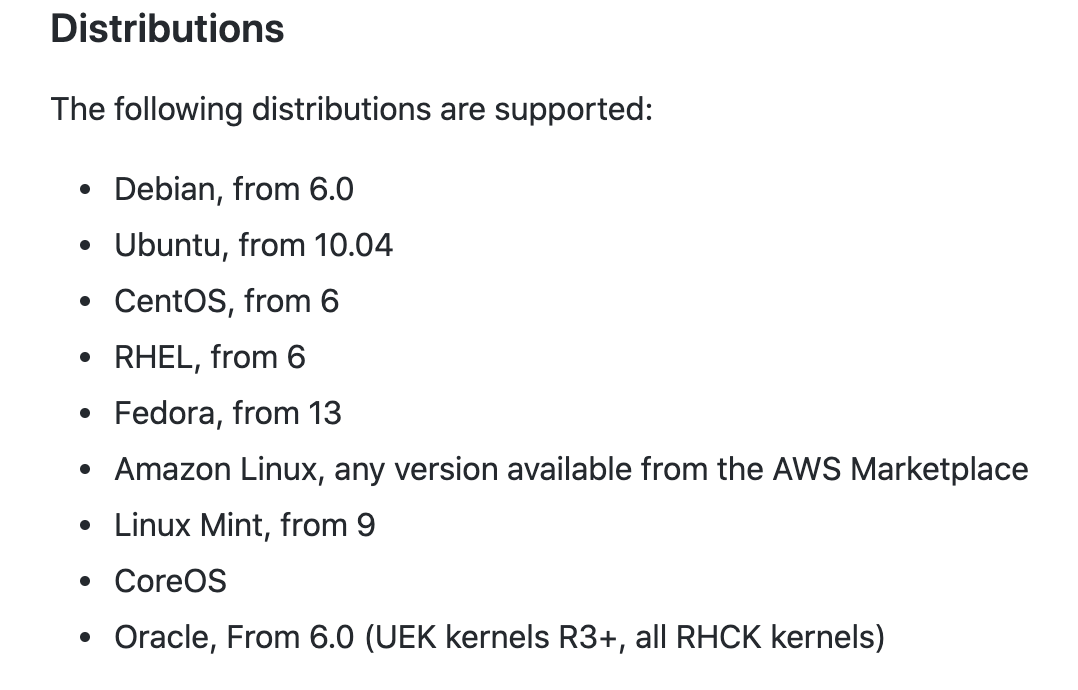 Distributions
The following distributions are supported:
• Debian, from 6.0
• Ubuntu, from 10.04
• CentOS, from 6
• RHEL, from 6
• Fedora, from 13
• Amazon Linux, any version available from the AWS Marketplace
• Linux Mint, from 9
• CoreOS
• Oracle, From 6.0 (UEK kernels R3+, all RHCK kernels)